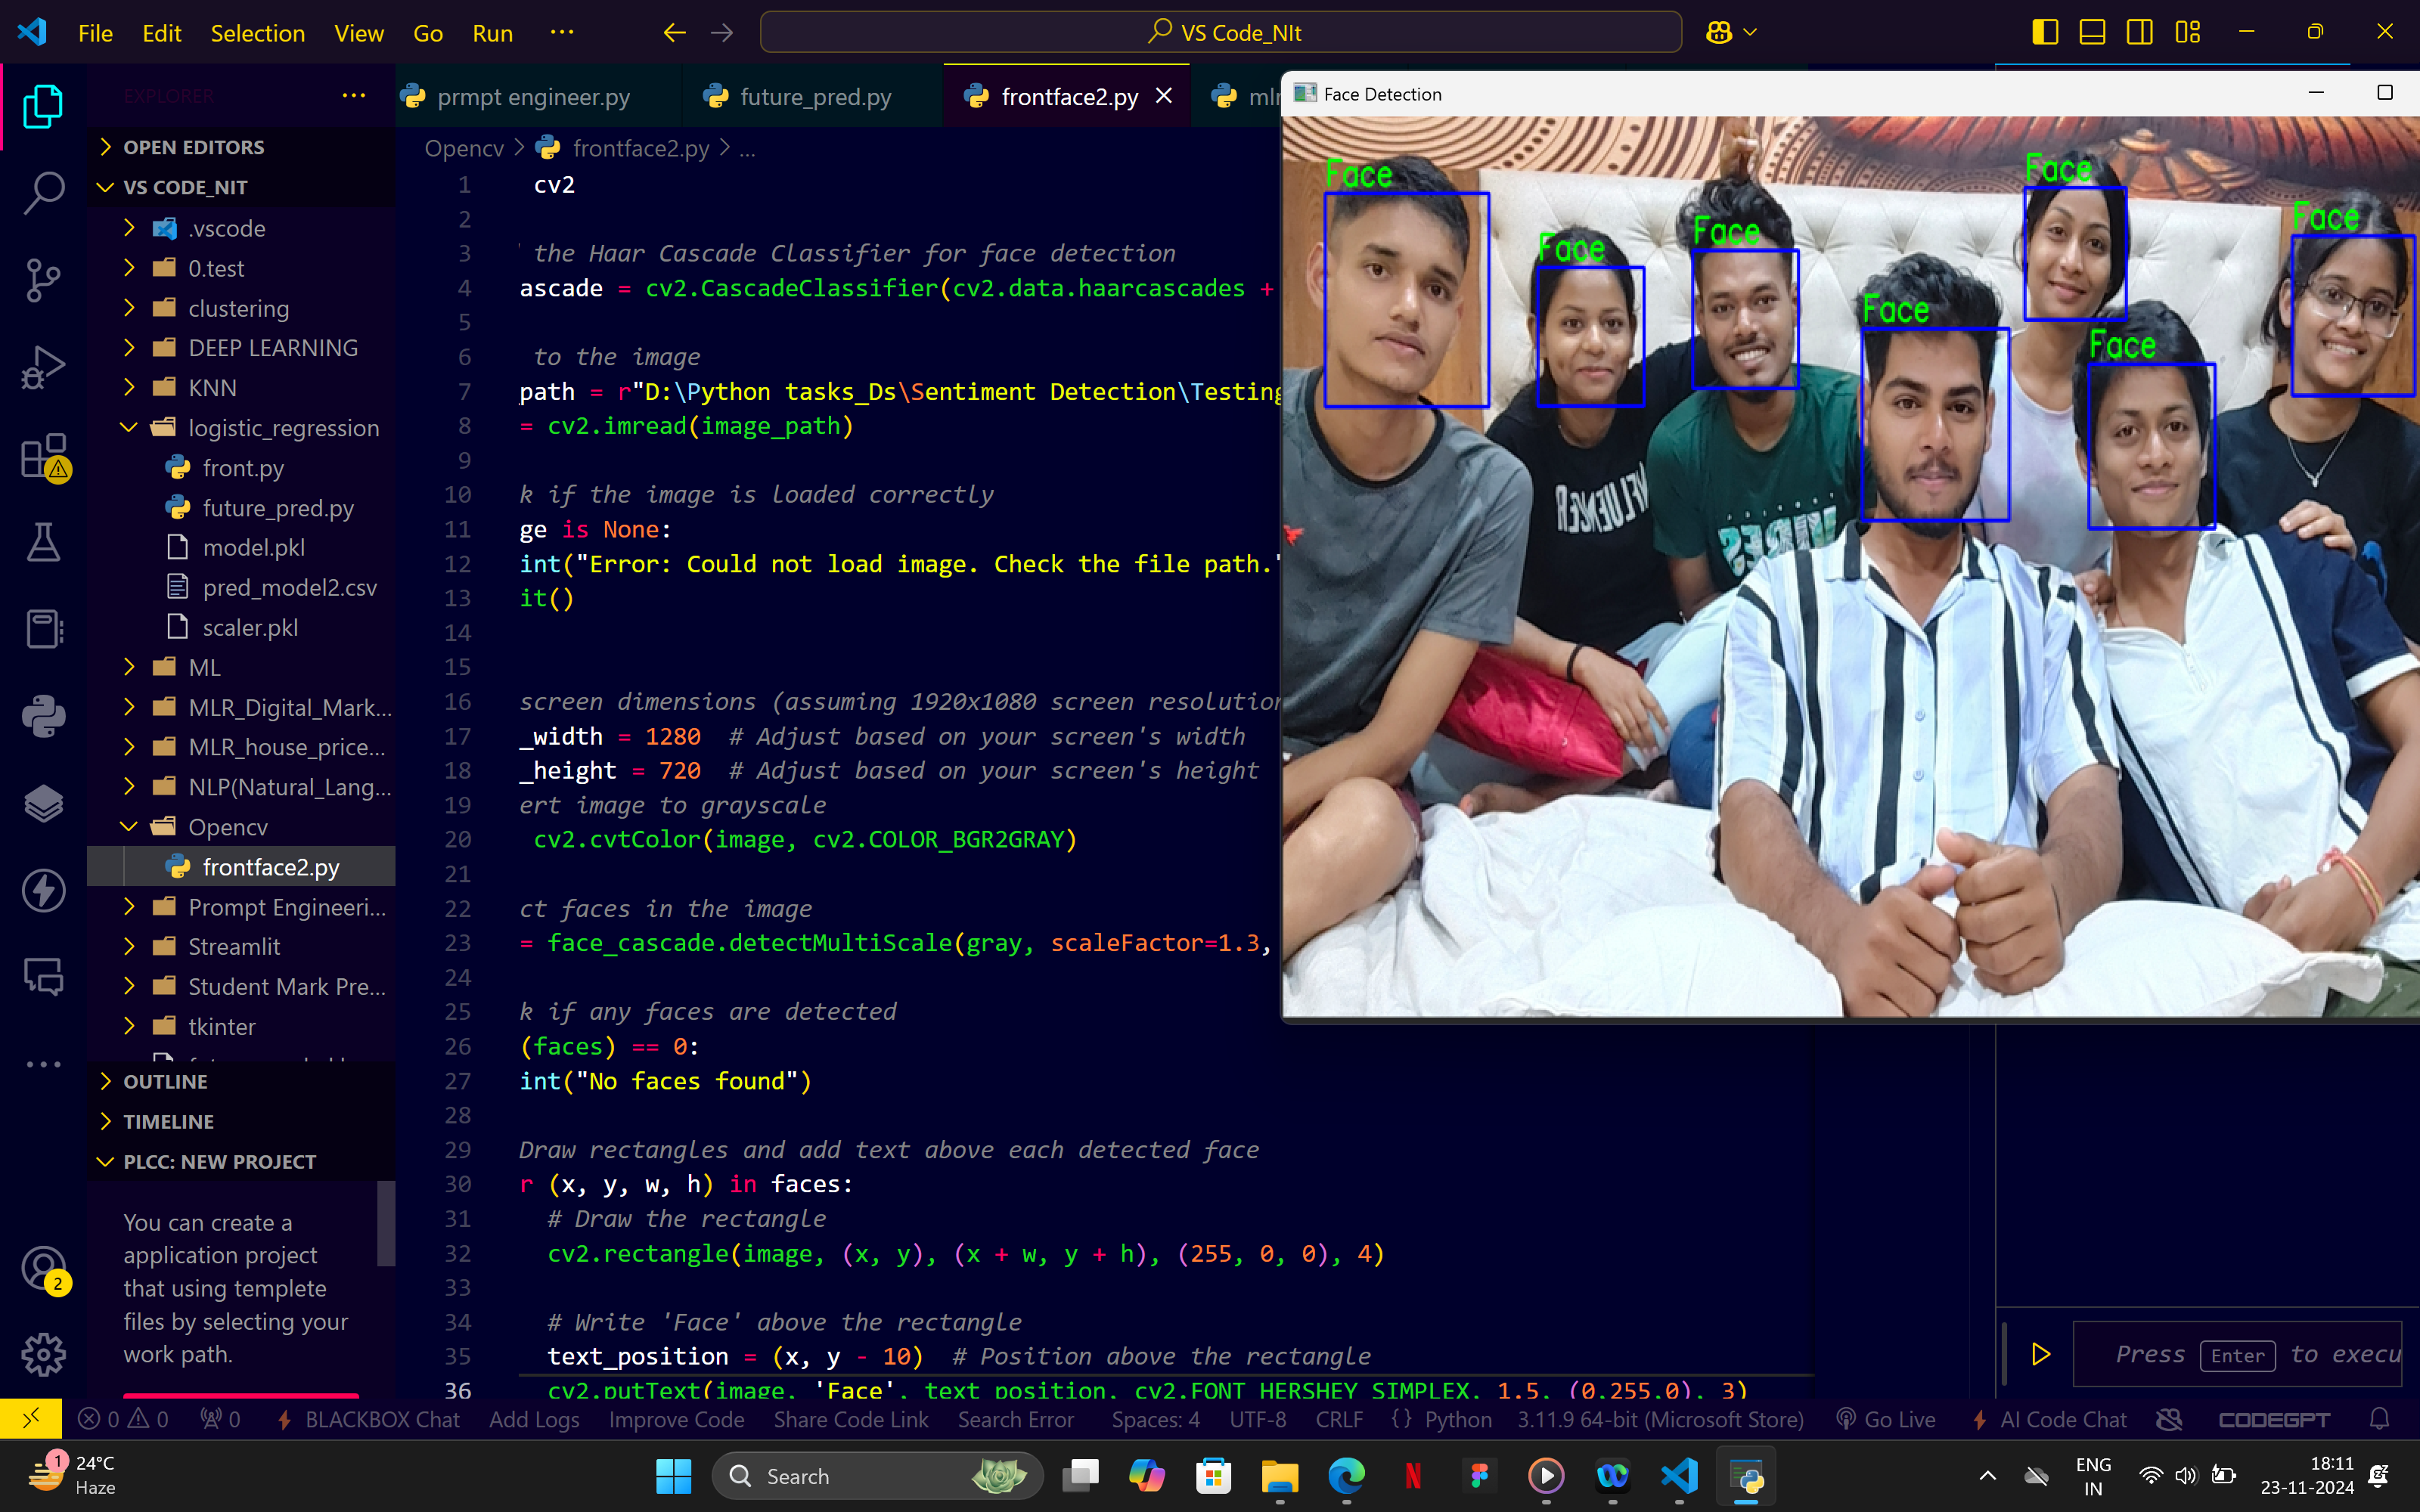 File Edit Selection View Go Run ...
VS Code_NIt
EXPLORER ...
OPEN EDITORS
VS CODE_NIT
.vscode
0.test
clustering
DEEP LEARNING
KNN
logistic_regression
front.py
future_pred.py
model.pkl
pred_model2.csv
scaler.pkl
ML
MLR_Digital_Mark...
MLR_house_price...
NLP(Natural_Lang...
Opencv
frontface2.py
Prompt Engineeri...
Streamlit
Student Mark Pre...
tkinter
OUTLINE
TIMELINE
PLCC: NEW PROJECT
You can create a
application project
that using templete
files by selecting your
work path.
prmpt engineer.py future_pred.py frontface2.py
Opencv > frontface2.py > ...
1 cv2
2
3 the Haar Cascade Classifier for face detection
4 ascade = cv2.CascadeClassifier(cv2.data.haarcascades +
5
6 to the image
7 path = r"D:\Python tasks_Ds\Sentiment Detection\Testing
8 = cv2.imread(image_path)
9
10 k if the image is loaded correctly
11 ge is None:
12 int("Error: Could not load image. Check the file path."
13 it()
14
15
16 screen dimensions (assuming 1920x1080 screen resolution
17 _width = 1280 # Adjust based on your screen's width
18 _height = 720 # Adjust based on your screen's height
19 ert image to grayscale
20 cv2.cvtColor(image, cv2.COLOR_BGR2GRAY)
21
22 ct faces in the image
23 = face_cascade.detectMultiScale(gray, scaleFactor=1.3,
24
25 k if any faces are detected
26 (faces) == 0:
27 int("No faces found")
28
29 Draw rectangles and add text above each detected face
30 r (x, y, w, h) in faces:
31 # Draw the rectangle
32 cv2.rectangle(image, (x, y), (x + w, y + h), (255, 0, 0), 4)
33
34 # Write 'Face' above the rectangle
35 text_position = (x, y - 10) # Position above the rectangle
36 cv2.putText(image, 'Face', text_position, cv2.FONT_HERSHEY_SIMPLEX, 1.5, (0,255,0), 3)
Face Detection
Face
Face
Face
Face
Face
Face
Face
Press Enter to execu
2
0 0 0 BLACKBOX Chat Add Logs Improve Code Share Code Link Search Error Spaces: 4 UTF-8 CRLF {} Python 3.11.9 64-bit (Microsoft Store) Go Live AI Code Chat CODEGPT
1
24°C
Haze
Search
ENG
IN
18:11
23-11-2024